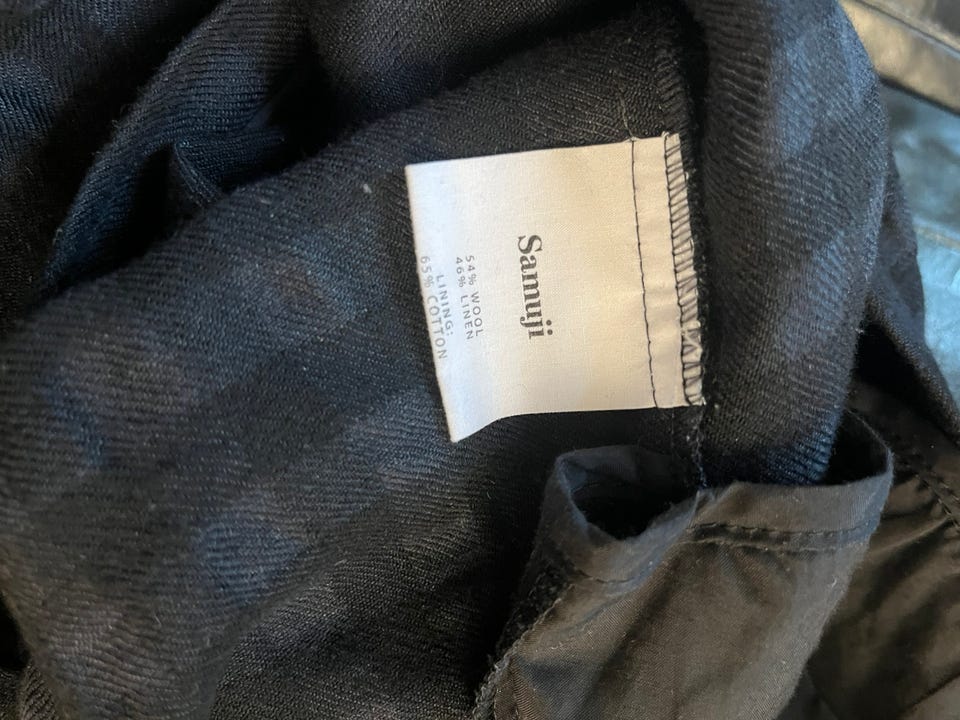 Samuji
54% WOOL
46% LINEN
LINING:
65% COTTON